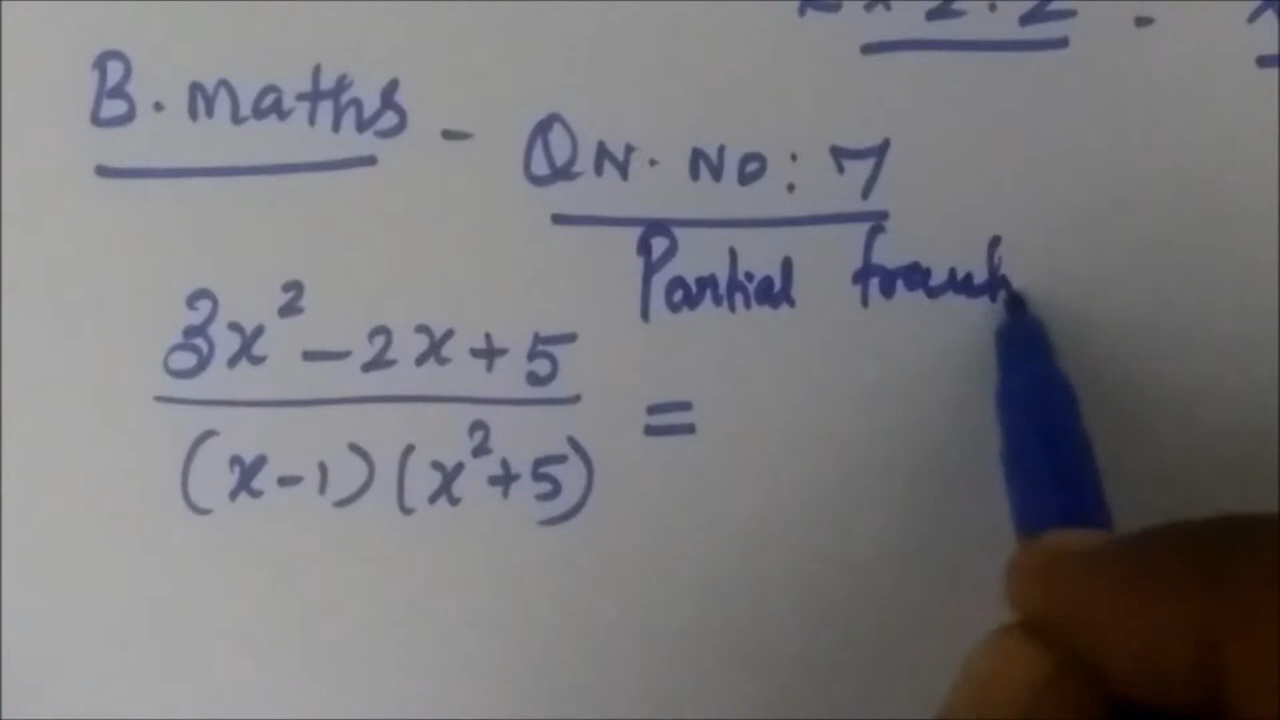 B. maths - QN. NO: 7
Partial
3x² - 2x + 5
(x-1) (x²+5) =